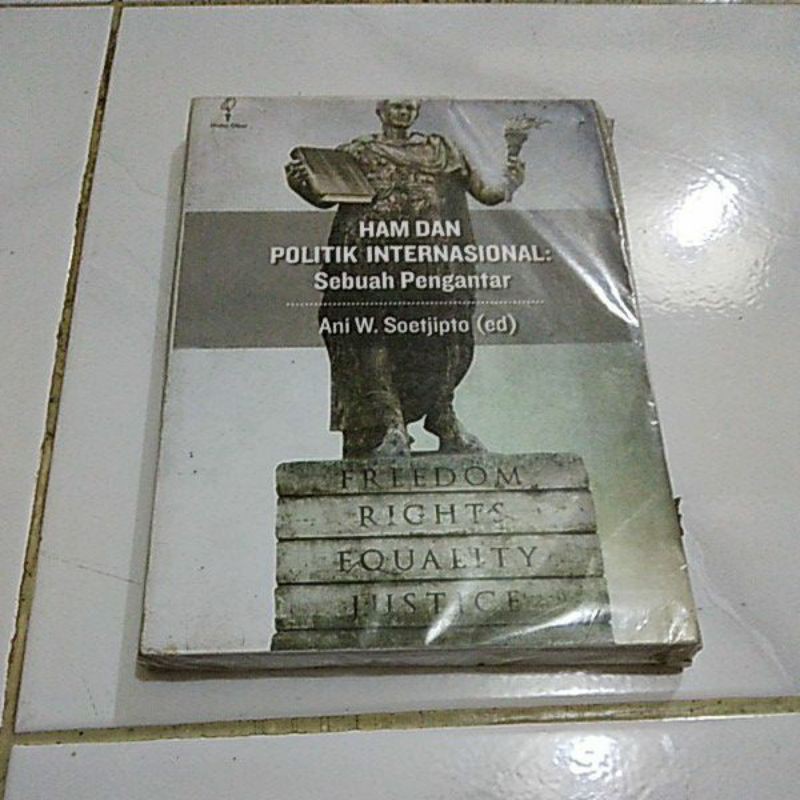 HAM DAN
POLITIK INTERNASIONAL:
Sebuah Pengantar
Ani W. Soetjipto (ed)
FREEDOM
RIGHTS
EQUALITY
JUSTICE